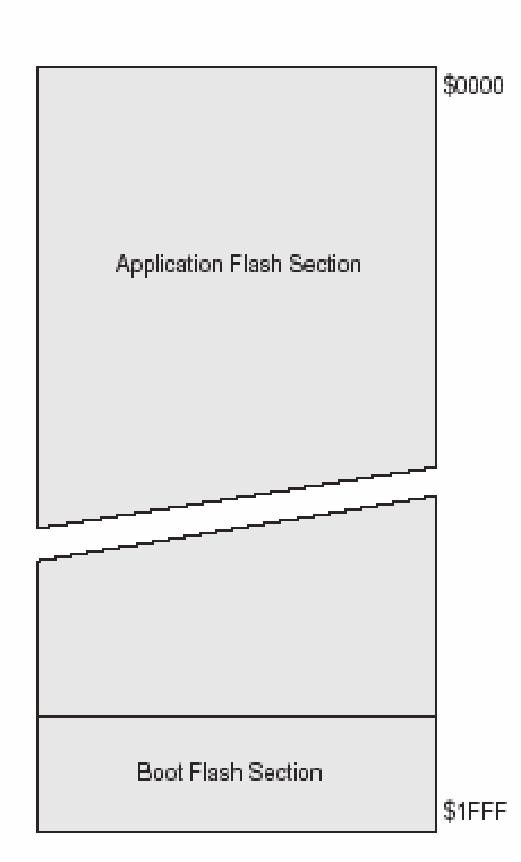 $0000
Application Flash Section
Boot Flash Section
$1FFF